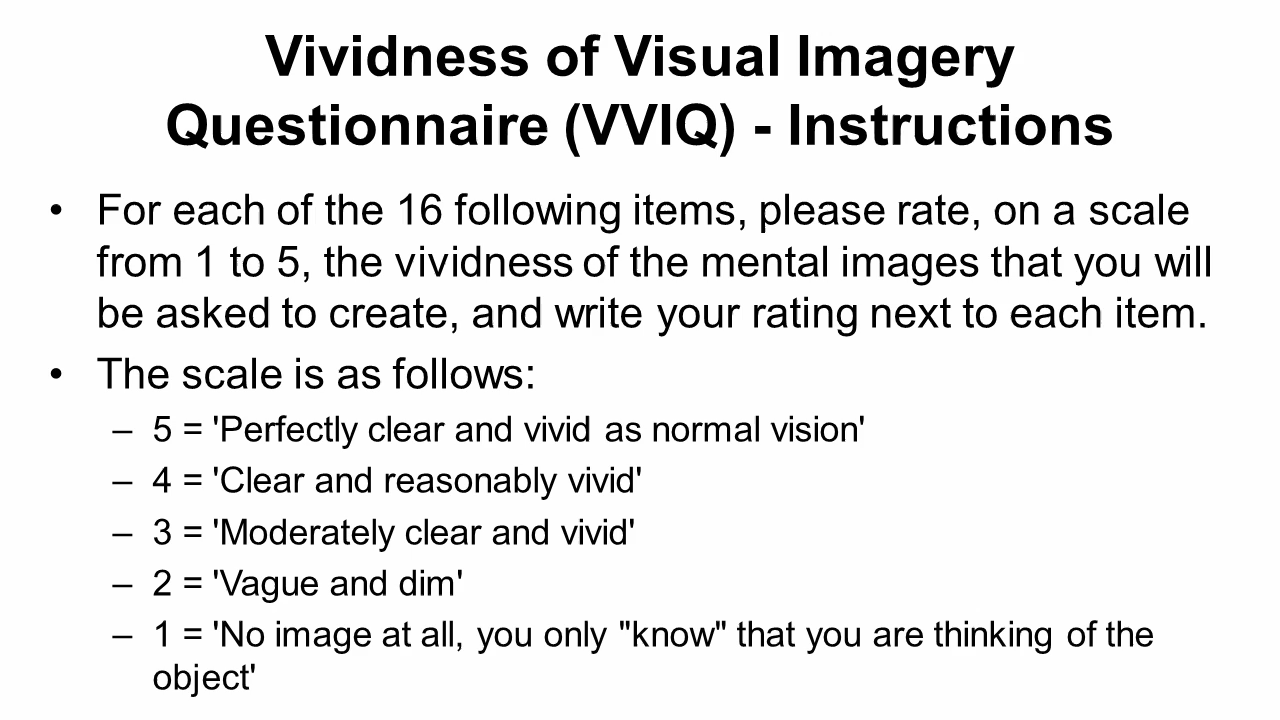 Vividness of Visual Imagery
Questionnaire (VVIQ) - Instructions
• For each of the 16 following items, please rate, on a scale
from 1 to 5, the vividness of the mental images that you will
be asked to create, and write your rating next to each item.
• The scale is as follows:
– 5 = 'Perfectly clear and vivid as normal vision'
– 4 = 'Clear and reasonably vivid'
– 3 = 'Moderately clear and vivid'
– 2 = 'Vague and dim'
– 1 = 'No image at all, you only "know" that you are thinking of the
object'